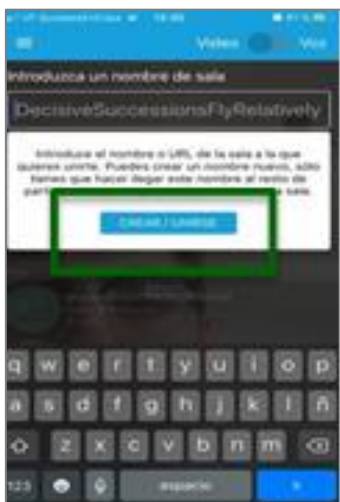 Video Voz
Introduzca un nombre de sala
DecisiveSuccessionsFlyRelatively
Introduce el nombre o URL de la sala a la que
quieres unirte. Puedes crear un nombre nuevo, sólo
tienes que hacer llegar este nombre al resto de
sala.
CREAR / UNIRSE
q w e r t y u i o p
a s d f g h j k l ñ
z x c v b n m
123 espacio